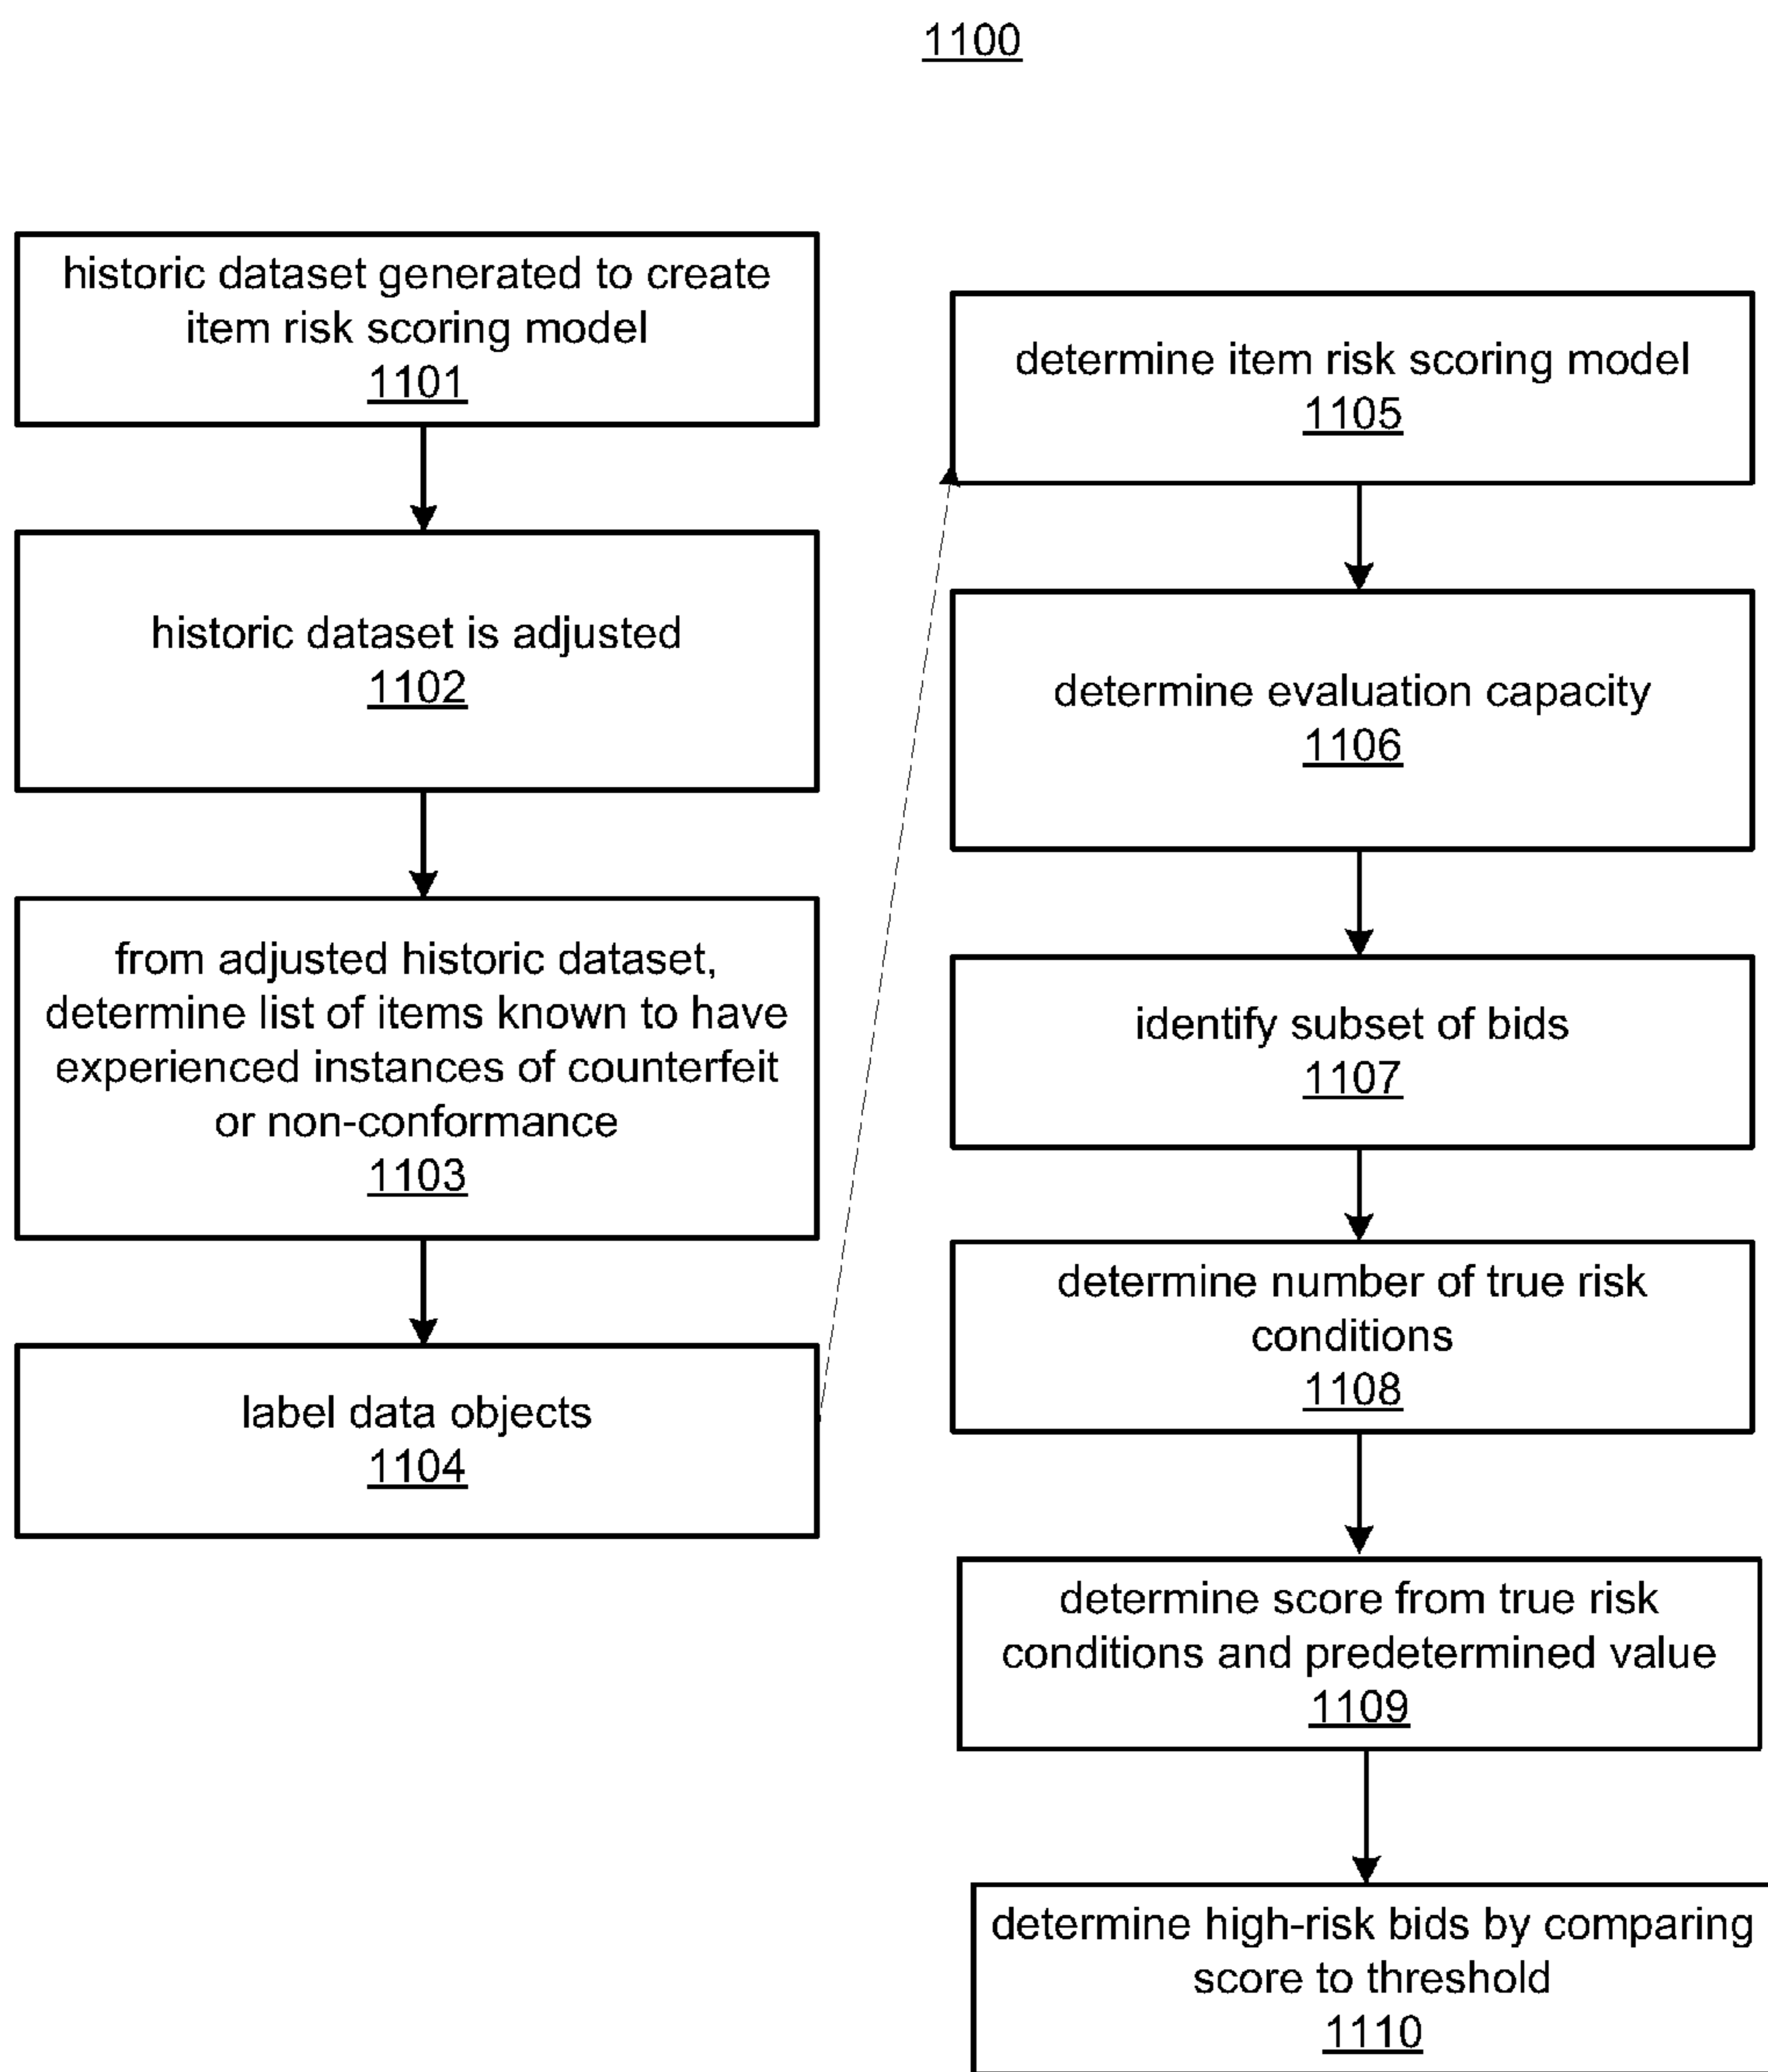 1100
historic dataset generated to create
item risk scoring model
1101
historic dataset is adjusted
1102
from adjusted historic dataset,
determine list of items known to have
experienced instances of counterfeit
or non-conformance
1103
label data objects
1104
determine item risk scoring model
1105
determine evaluation capacity
1106
identify subset of bids
1107
determine number of true risk
conditions
1108
determine score from true risk
conditions and predetermined value
1109
determine high-risk bids by comparing
score to threshold
1110